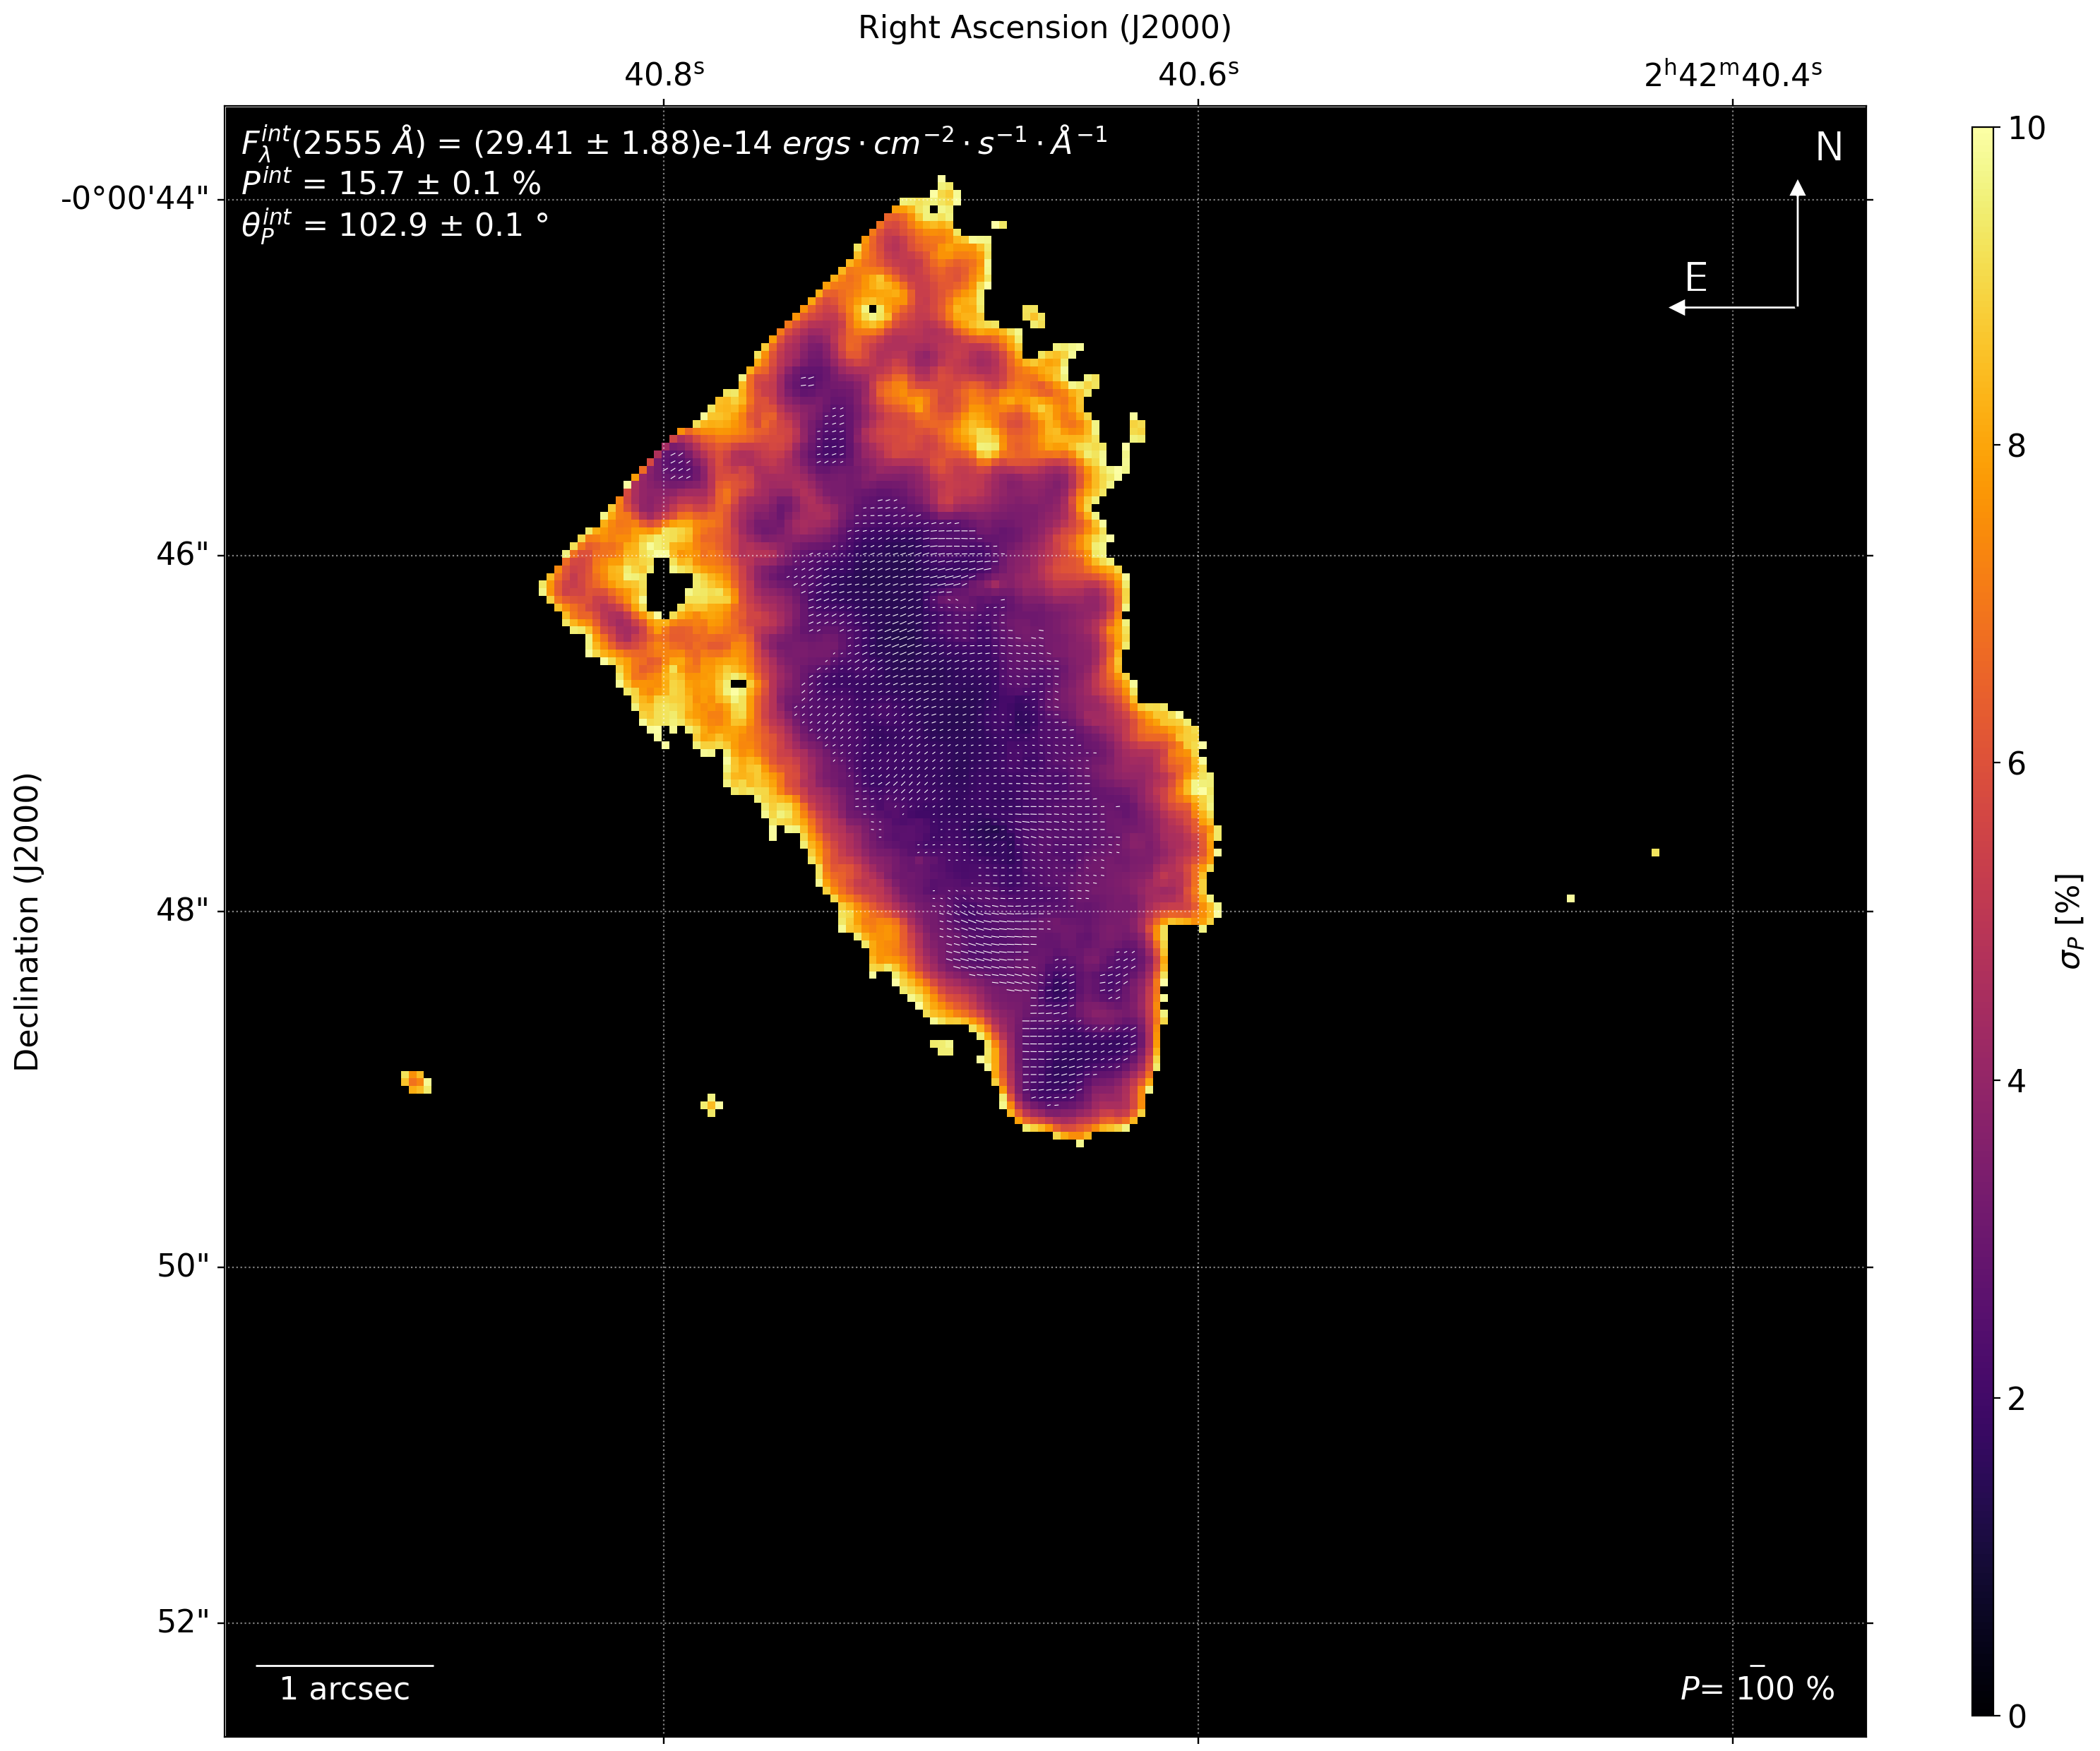 Right Ascension (J2000)
40.8ˢ 40.6ˢ 2ʰ42ᵐ40.4ˢ
F_λ^int(2555 Å) = (29.41 ± 1.88)e-14 ergs · cm⁻² · s⁻¹ · Å⁻¹
P^int = 15.7 ± 0.1 %
θ_P^int = 102.9 ± 0.1 °
N
E
-0°00'44"
46"
48"
50"
52"
Declination (J2000)
1 arcsec
P= 100 %
10
8
6
4
2
0
σ_P [%]